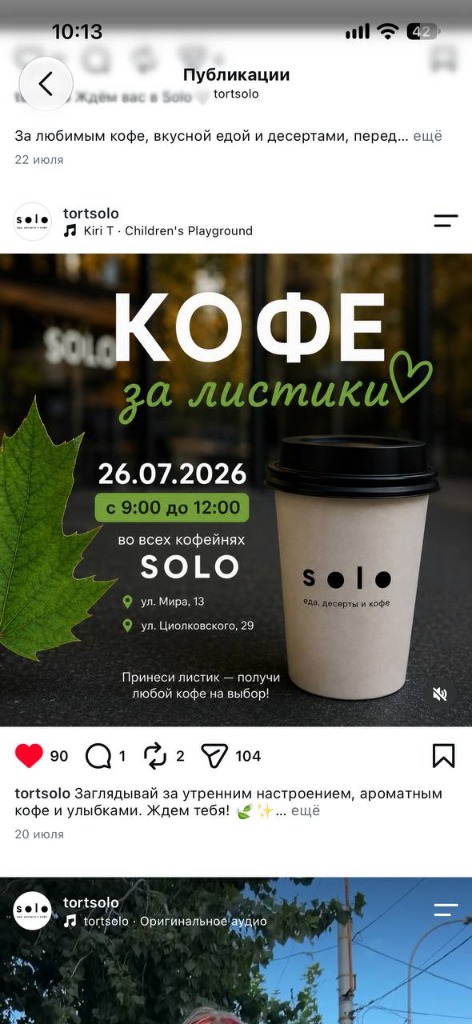 10:13
42
Публикации
tortsolo
Ждём вас в Solo
За любимым кофе, вкусной едой и десертами, перед... ещё
22 июля
solo
tortsolo
Kiri T · Children's Playground
SOLO
КОФЕ
за листики
26.07.2026
с 9:00 до 12:00
во всех кофейнях
SOLO
ул. Мира, 13
ул. Циолковского, 29
solo
еда, десерты и кофе
Принеси листик — получи
любой кофе на выбор!
90 1 2 104
tortsolo Заглядывай за утренним настроением, ароматным
кофе и улыбками. Ждем тебя! 🌿✨... ещё
20 июля
solo
tortsolo
tortsolo · Оригинальное аудио